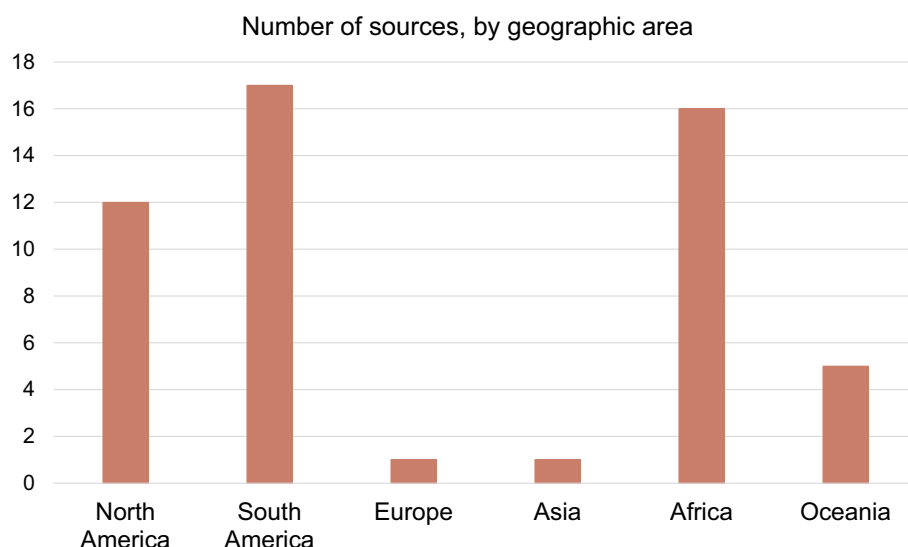 Number of sources, by geographic area
18
16
14
12
10
8
6
4
2
0
North America
South America
Europe
Asia
Africa
Oceania